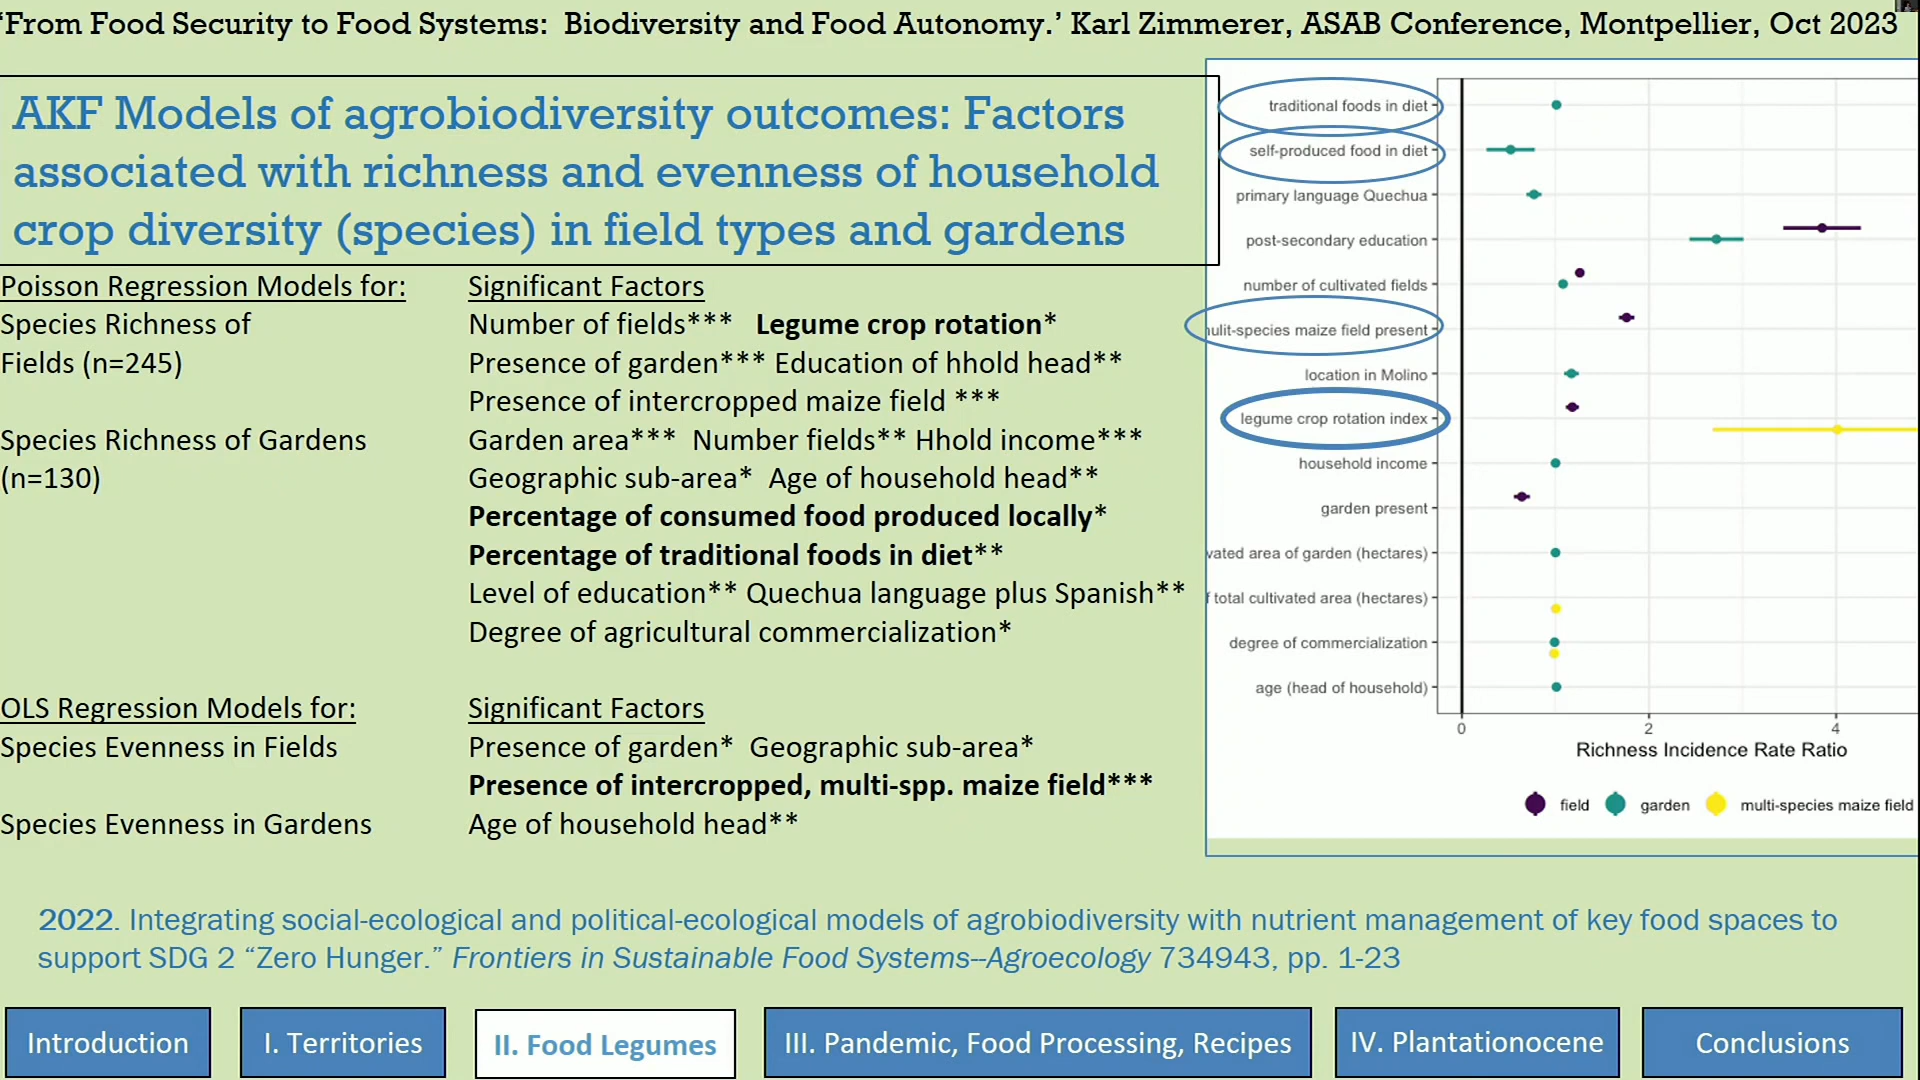 ‘From Food Security to Food Systems:  Biodiversity and Food Autonomy.’ Karl Zimmerer, ASAB Conference, Montpellier, Oct 2023
AKF Models of agrobiodiversity outcomes: Factors
associated with richness and evenness of household
crop diversity (species) in field types and gardens
Poisson Regression Models for: Significant Factors
Species Richness of Number of fields*** Legume crop rotation*
Fields (n=245) Presence of garden*** Education of hhold head**
Presence of intercropped maize field ***
Species Richness of Gardens Garden area*** Number fields** Hhold income***
(n=130) Geographic sub-area* Age of household head**
Percentage of consumed food produced locally*
Percentage of traditional foods in diet**
Level of education** Quechua language plus Spanish**
Degree of agricultural commercialization*
OLS Regression Models for: Significant Factors
Species Evenness in Fields Presence of garden* Geographic sub-area*
Presence of intercropped, multi-spp. maize field***
Species Evenness in Gardens Age of household head**
traditional foods in diet
self-produced food in diet
primary language Quechua
post-secondary education
number of cultivated fields
ulit-species maize field present
location in Molino
legume crop rotation index
household income
garden present
vated area of garden (hectares)
f total cultivated area (hectares)
degree of commercialization
age (head of household)
0 2 4
Richness Incidence Rate Ratio
field garden multi-species maize field
2022. Integrating social-ecological and political-ecological models of agrobiodiversity with nutrient management of key food spaces to
support SDG 2 “Zero Hunger.” Frontiers in Sustainable Food Systems--Agroecology 734943, pp. 1-23
Introduction I. Territories II. Food Legumes III. Pandemic, Food Processing, Recipes IV. Plantationocene Conclusions